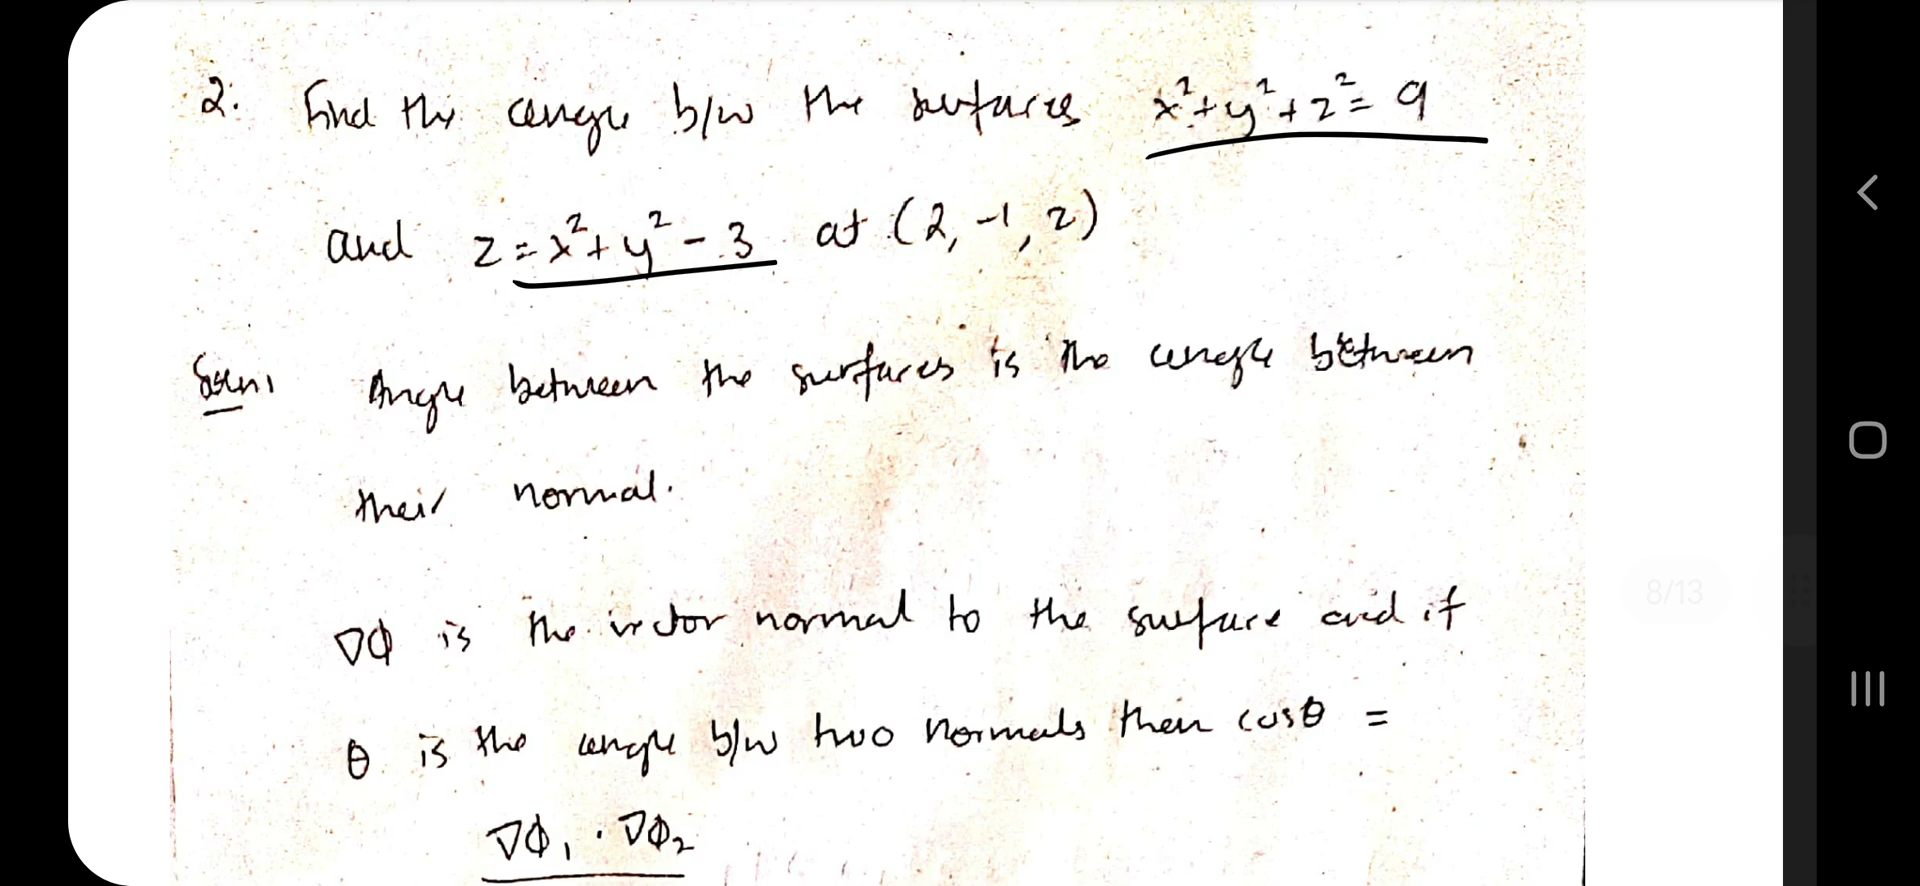 2. Find the angle b/w the surfaces x²+y²+z²= 9
and z=x²+y²-3 at (2, -1, 2)
Soln: Angle between the surfaces is the angle between
their normal.
∇φ is the vector normal to the surface and if
θ is the angle b/w two normals then cosθ =
∇φ₁ · ∇φ₂
8/13